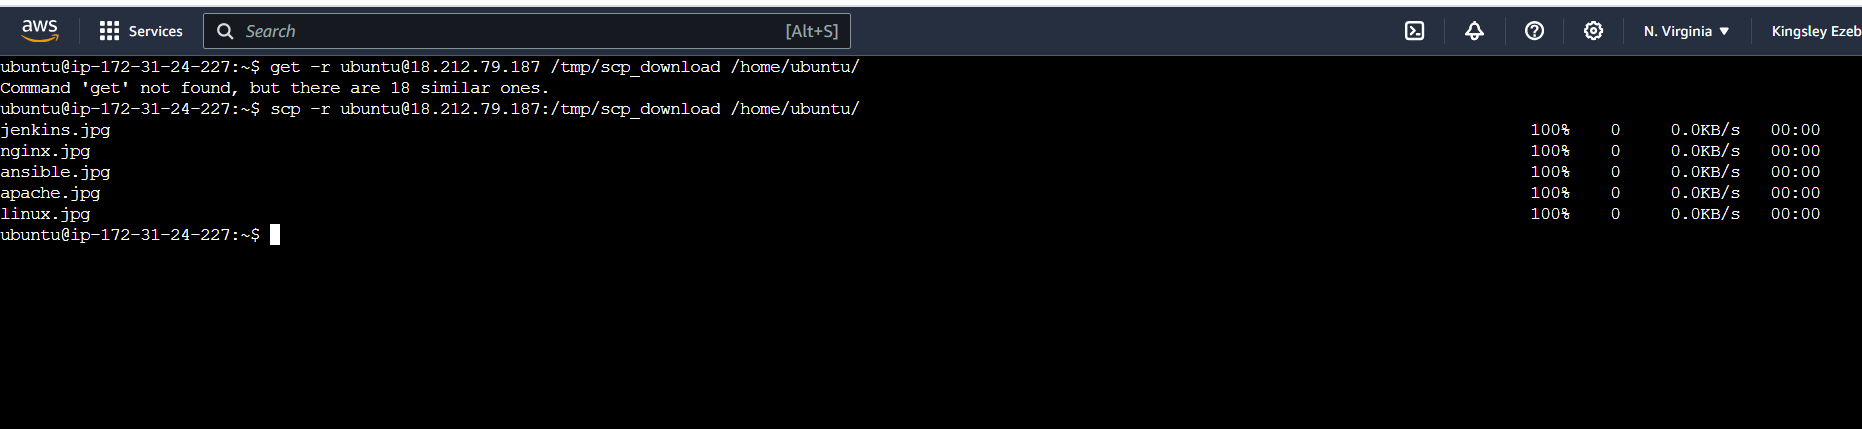 aws Services Search [Alt+S] N. Virginia Kingsley Ezeb
ubuntu@ip-172-31-24-227:~$ get -r ubuntu@18.212.79.187 /tmp/scp_download /home/ubuntu/
Command 'get' not found, but there are 18 similar ones.
ubuntu@ip-172-31-24-227:~$ scp -r ubuntu@18.212.79.187:/tmp/scp_download /home/ubuntu/
jenkins.jpg 100% 0 0.0KB/s 00:00
nginx.jpg 100% 0 0.0KB/s 00:00
ansible.jpg 100% 0 0.0KB/s 00:00
apache.jpg 100% 0 0.0KB/s 00:00
linux.jpg 100% 0 0.0KB/s 00:00
ubuntu@ip-172-31-24-227:~$